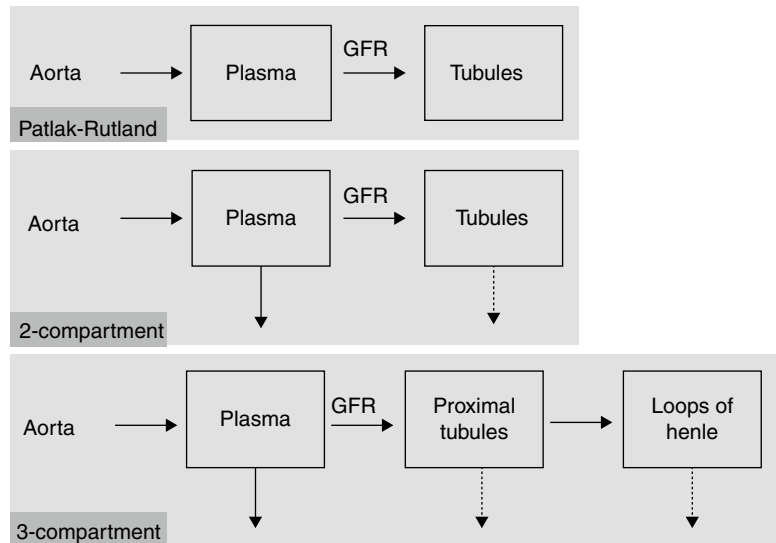 Aorta
Plasma
GFR
Tubules
Patlak-Rutland
Aorta
Plasma
GFR
Tubules
2-compartment
Aorta
Plasma
GFR
Proximal
tubules
Loops of
henle
3-compartment